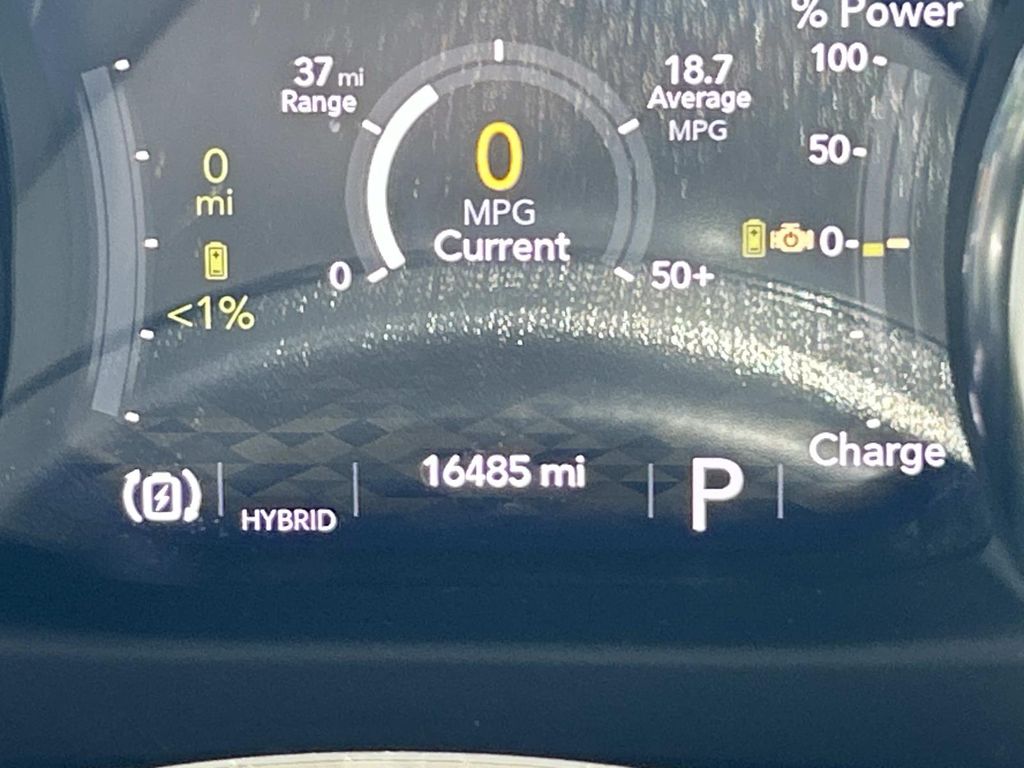 % Power
37 mi
Range
18.7
Average
MPG
100
50
0
0
mi
<1%
0
MPG
Current
0
50+
Charge
16485 mi
HYBRID
P